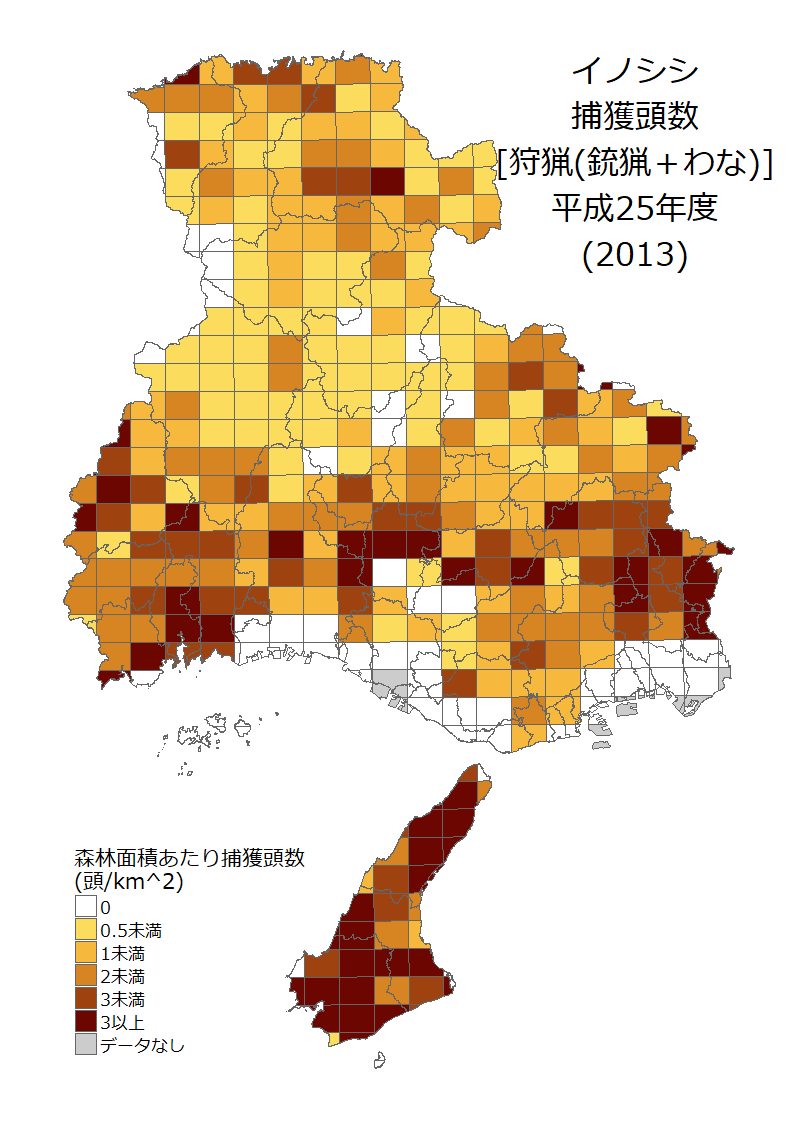 イノシシ
捕獲頭数
[狩猟(銃猟＋わな)]
平成25年度
(2013)
森林面積あたり捕獲頭数
(頭/km^2)
0
0.5未満
1未満
2未満
3未満
3以上
データなし